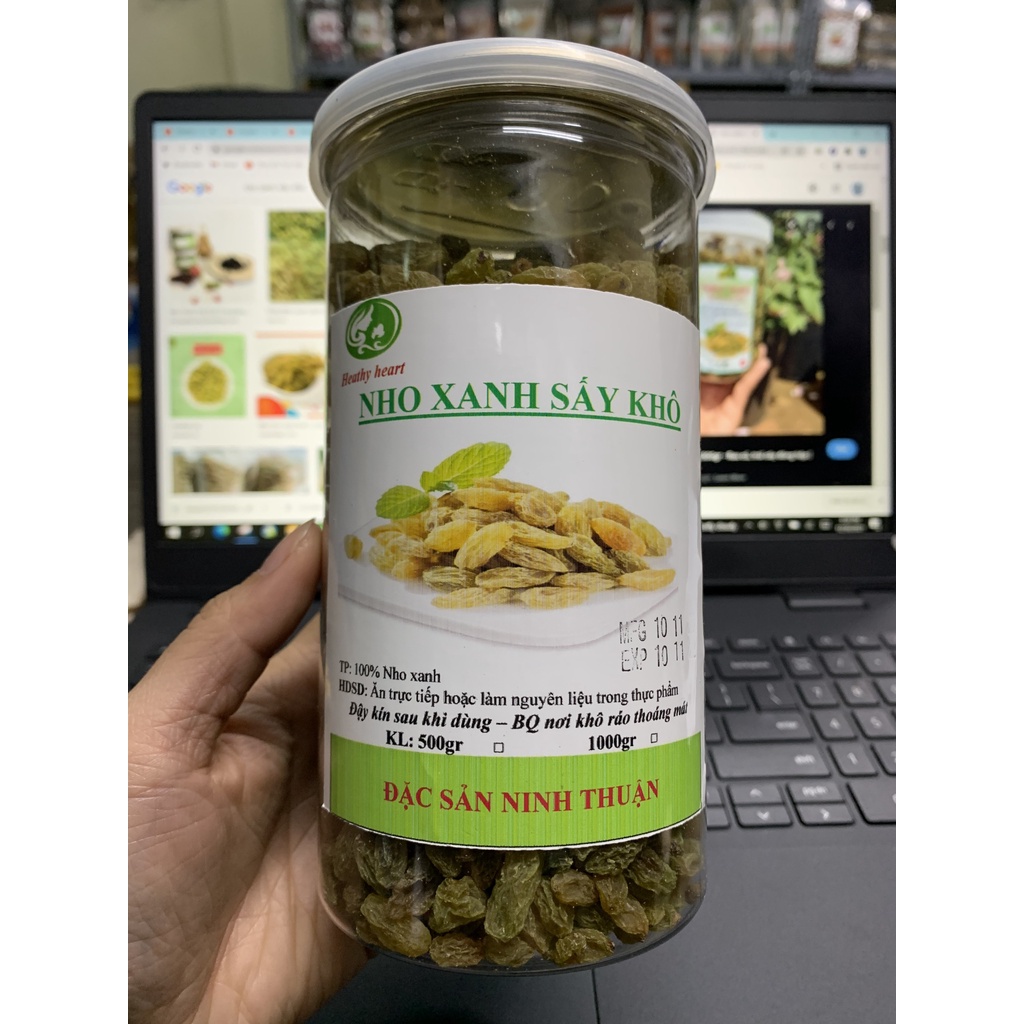 Google
Heathy heart
NHO XANH SẤY KHÔ
MFG 10 11
EXP 10 11
TP: 100% Nho xanh
HDSD: Ăn trực tiếp hoặc làm nguyên liệu trong thực phẩm
Đậy kín sau khi dùng – BQ nơi khô ráo thoáng mát
KL: 500gr □ 1000gr □
ĐẶC SẢN NINH THUẬN